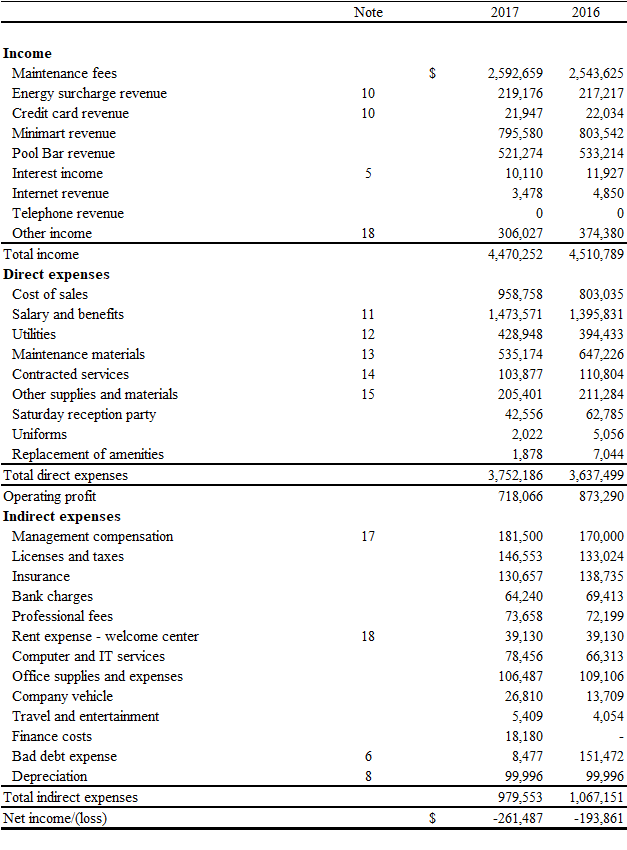 Note 2017 2016
Income
Maintenance fees $ 2,592,659 2,543,625
Energy surcharge revenue 10 219,176 217,217
Credit card revenue 10 21,947 22,034
Minimart revenue 795,580 803,542
Pool Bar revenue 521,274 533,214
Interest income 5 10,110 11,927
Internet revenue 3,478 4,850
Telephone revenue 0 0
Other income 18 306,027 374,380
Total income 4,470,252 4,510,789
Direct expenses
Cost of sales 958,758 803,035
Salary and benefits 11 1,473,571 1,395,831
Utilities 12 428,948 394,433
Maintenance materials 13 535,174 647,226
Contracted services 14 103,877 110,804
Other supplies and materials 15 205,401 211,284
Saturday reception party 42,556 62,785
Uniforms 2,022 5,056
Replacement of amenities 1,878 7,044
Total direct expenses 3,752,186 3,637,499
Operating profit 718,066 873,290
Indirect expenses
Management compensation 17 181,500 170,000
Licenses and taxes 146,553 133,024
Insurance 130,657 138,735
Bank charges 64,240 69,413
Professional fees 73,658 72,199
Rent expense - welcome center 18 39,130 39,130
Computer and IT services 78,456 66,313
Office supplies and expenses 106,487 109,106
Company vehicle 26,810 13,709
Travel and entertainment 5,409 4,054
Finance costs 18,180 -
Bad debt expense 6 8,477 151,472
Depreciation 8 99,996 99,996
Total indirect expenses 979,553 1,067,151
Net income/(loss) $ -261,487 -193,861